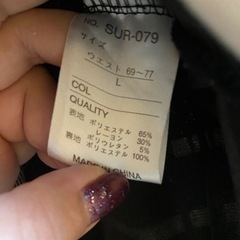 NO. SUR-079
サイズ
ウエスト 69~77
L
COL
QUALITY
表地 ポリエステル 65%
レーヨン 30%
ポリウレタン 5%
裏地 ポリエステル 100%
MADE IN CHINA